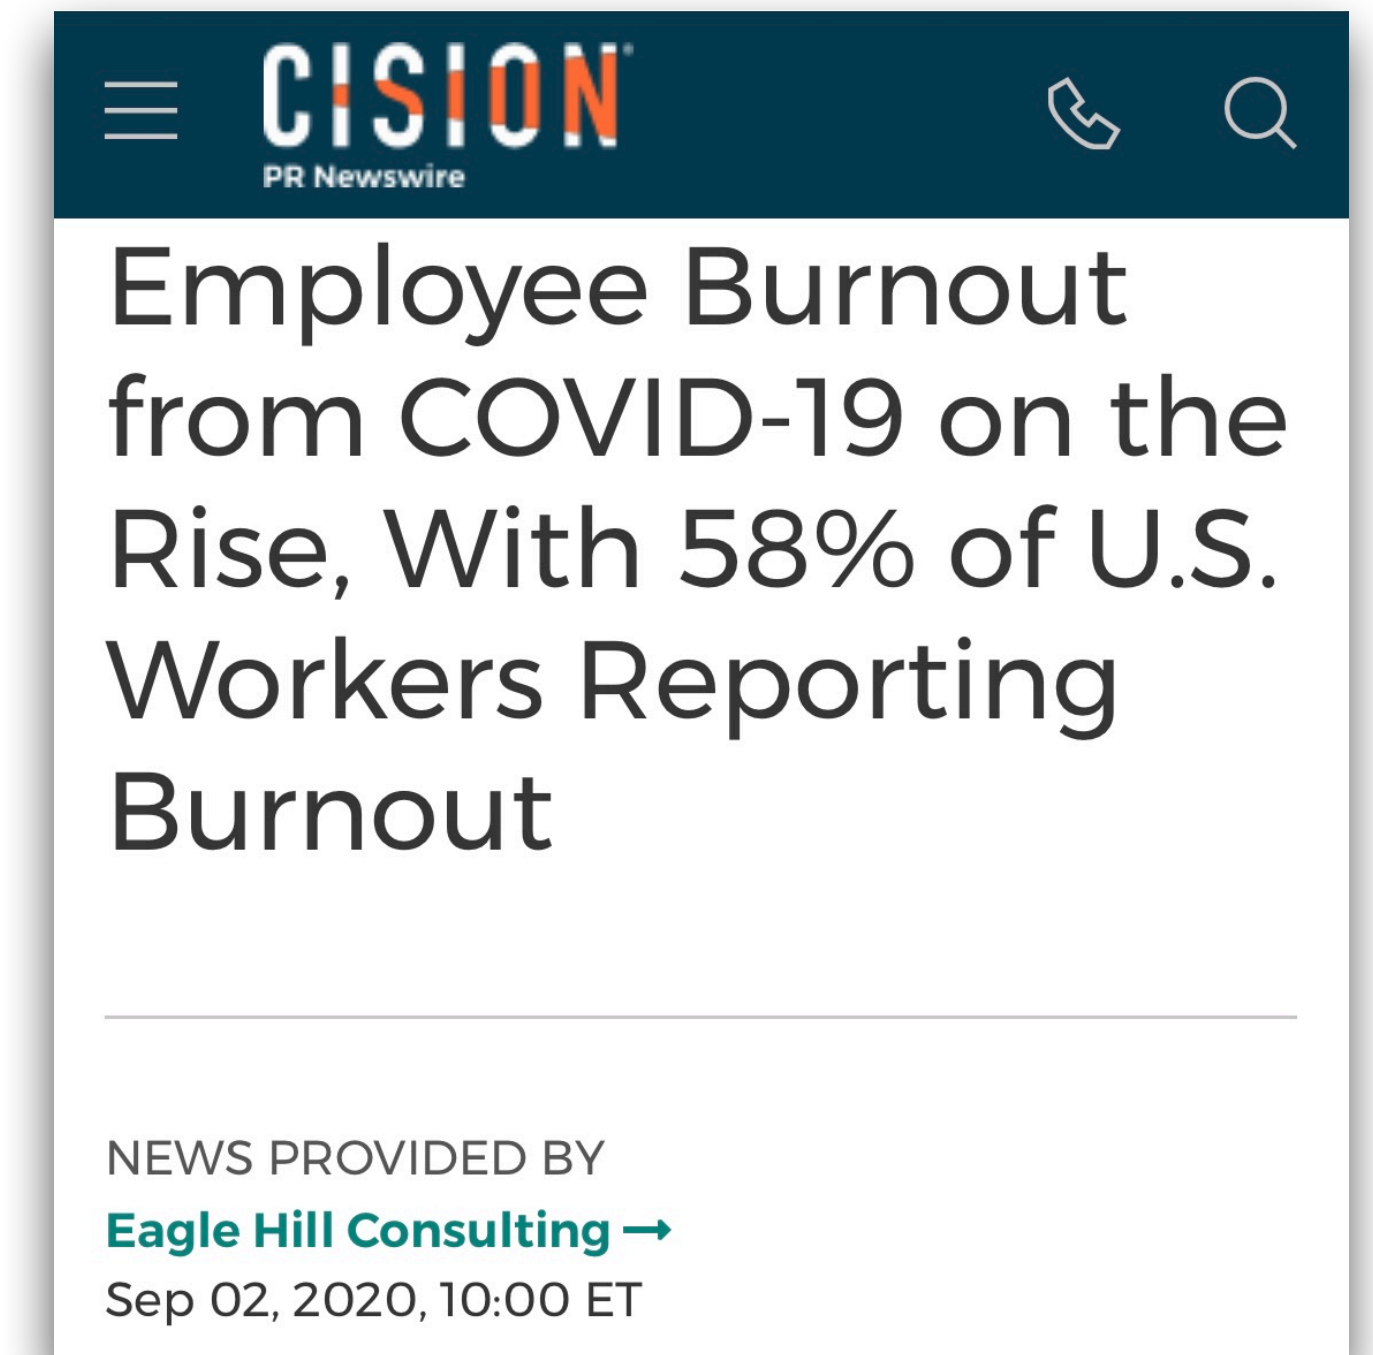 CISION
PR Newswire
Employee Burnout
from COVID-19 on the
Rise, With 58% of U.S.
Workers Reporting
Burnout
NEWS PROVIDED BY
Eagle Hill Consulting →
Sep 02, 2020, 10:00 ET